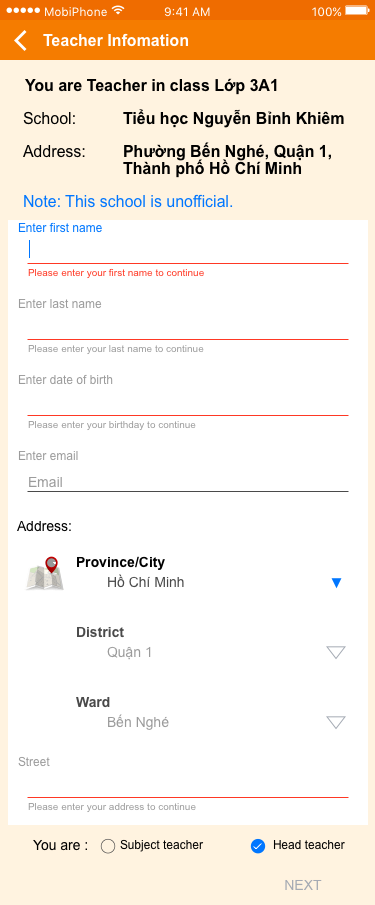 MobiPhone 9:41 AM 100%
Teacher Infomation
You are Teacher in class Lớp 3A1
School: Tiểu học Nguyễn Bỉnh Khiêm
Address: Phường Bến Nghé, Quận 1,
Thành phố Hồ Chí Minh
Note: This school is unofficial.
Enter first name
Please enter your first name to continue
Enter last name
Please enter your last name to continue
Enter date of birth
Please enter your birthday to continue
Enter email
Email
Address:
Province/City
Hồ Chí Minh
District
Quận 1
Ward
Bến Nghé
Street
Please enter your address to continue
You are : Subject teacher Head teacher
NEXT